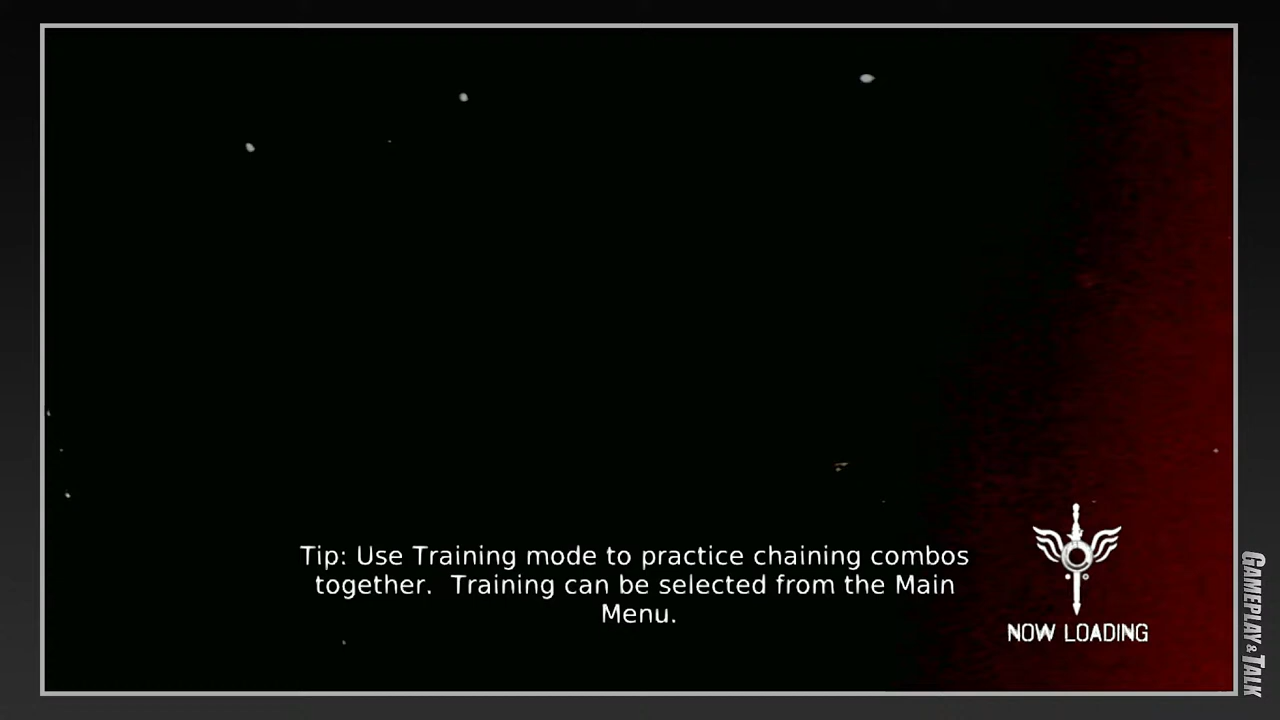 Tip: Use Training mode to practice chaining combos
together.  Training can be selected from the Main
Menu.
NOW LOADING
GAMEPLAY & TALK